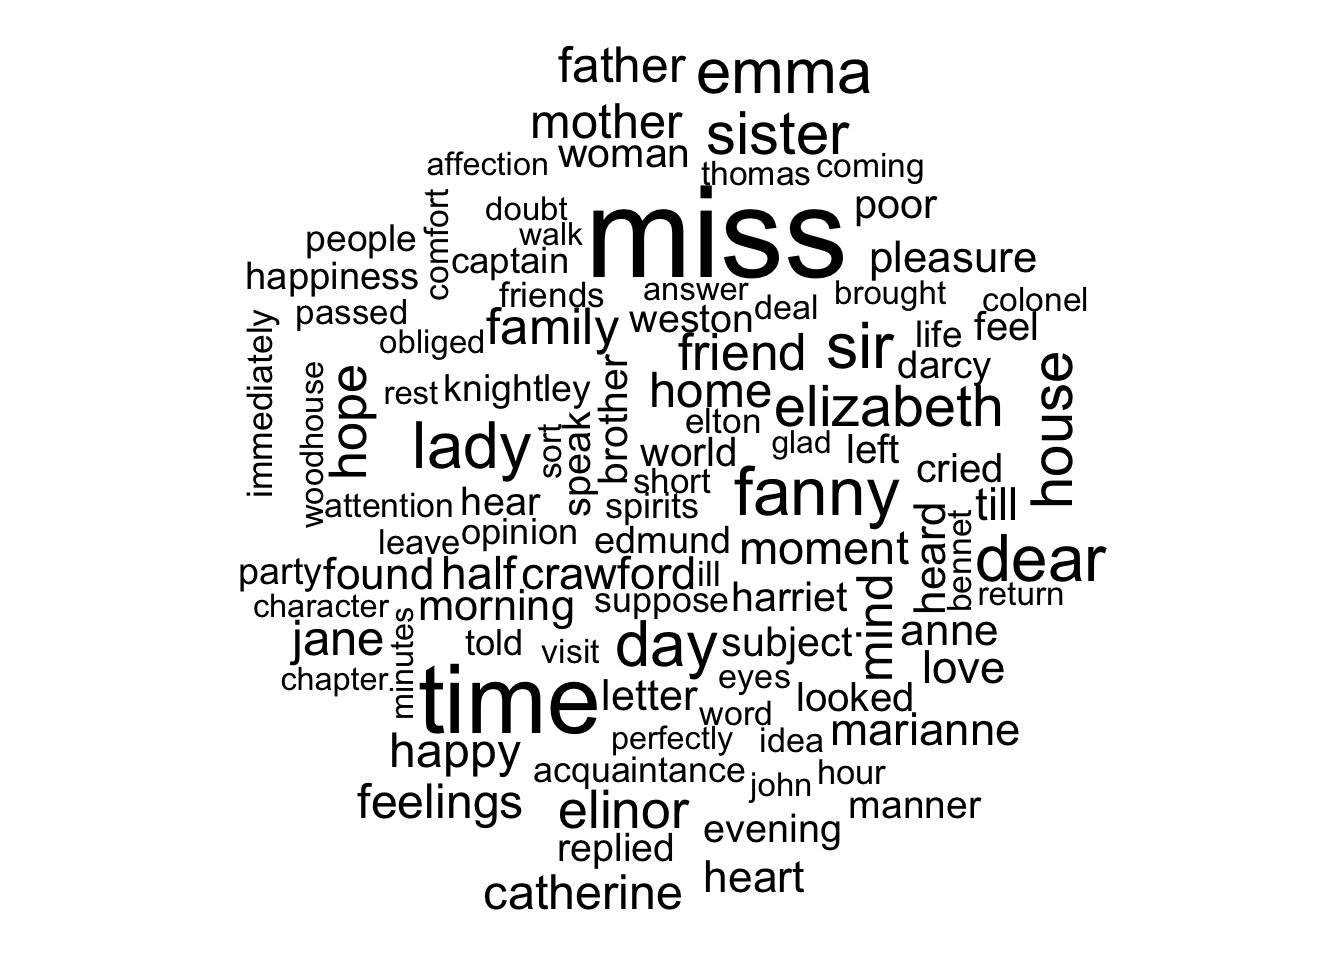 father emma
mother sister
affection woman thomas coming
comfort doubt miss poor
people walk
happiness captain pleasure
friends answer brought colonel
passed family weston deal
immediately obliged friend sir life feel
darcy
woodhouse hope rest knightley brother home elizabeth house
elton
lady sort speak world glad left
short fanny cried
attention hear spirits till
leave opinion edmund moment heard bennet dear
party found half crawford ill
character morning suppose harriet mind return
jane minutes told visit day subject anne
chapter eyes love
time letter word looked
happy perfectly idea marianne
acquaintance john hour
feelings elinor evening manner
replied
catherine heart